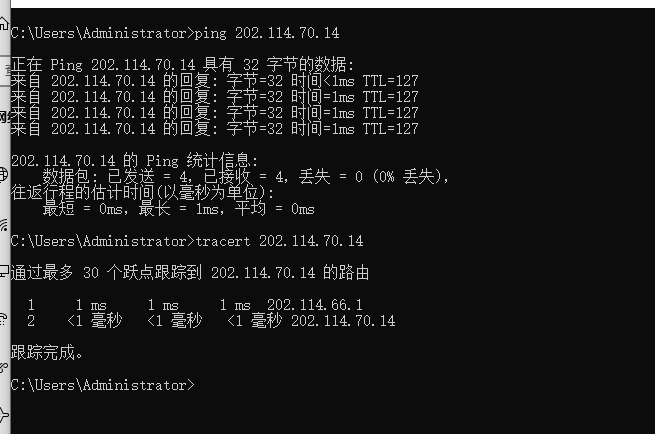 C:\Users\Administrator>ping 202.114.70.14
正在 Ping 202.114.70.14 具有 32 字节的数据:
来自 202.114.70.14 的回复: 字节=32 时间<1ms TTL=127
来自 202.114.70.14 的回复: 字节=32 时间=1ms TTL=127
来自 202.114.70.14 的回复: 字节=32 时间=1ms TTL=127
来自 202.114.70.14 的回复: 字节=32 时间=1ms TTL=127
202.114.70.14 的 Ping 统计信息:
数据包: 已发送 = 4, 已接收 = 4, 丢失 = 0 (0% 丢失),
往返行程的估计时间(以毫秒为单位):
最短 = 0ms, 最长 = 1ms, 平均 = 0ms
C:\Users\Administrator>tracert 202.114.70.14
通过最多 30 个跃点跟踪到 202.114.70.14 的路由
1 1 ms 1 ms 1 ms 202.114.66.1
2 <1 毫秒 <1 毫秒 <1 毫秒 202.114.70.14
跟踪完成。
C:\Users\Administrator>